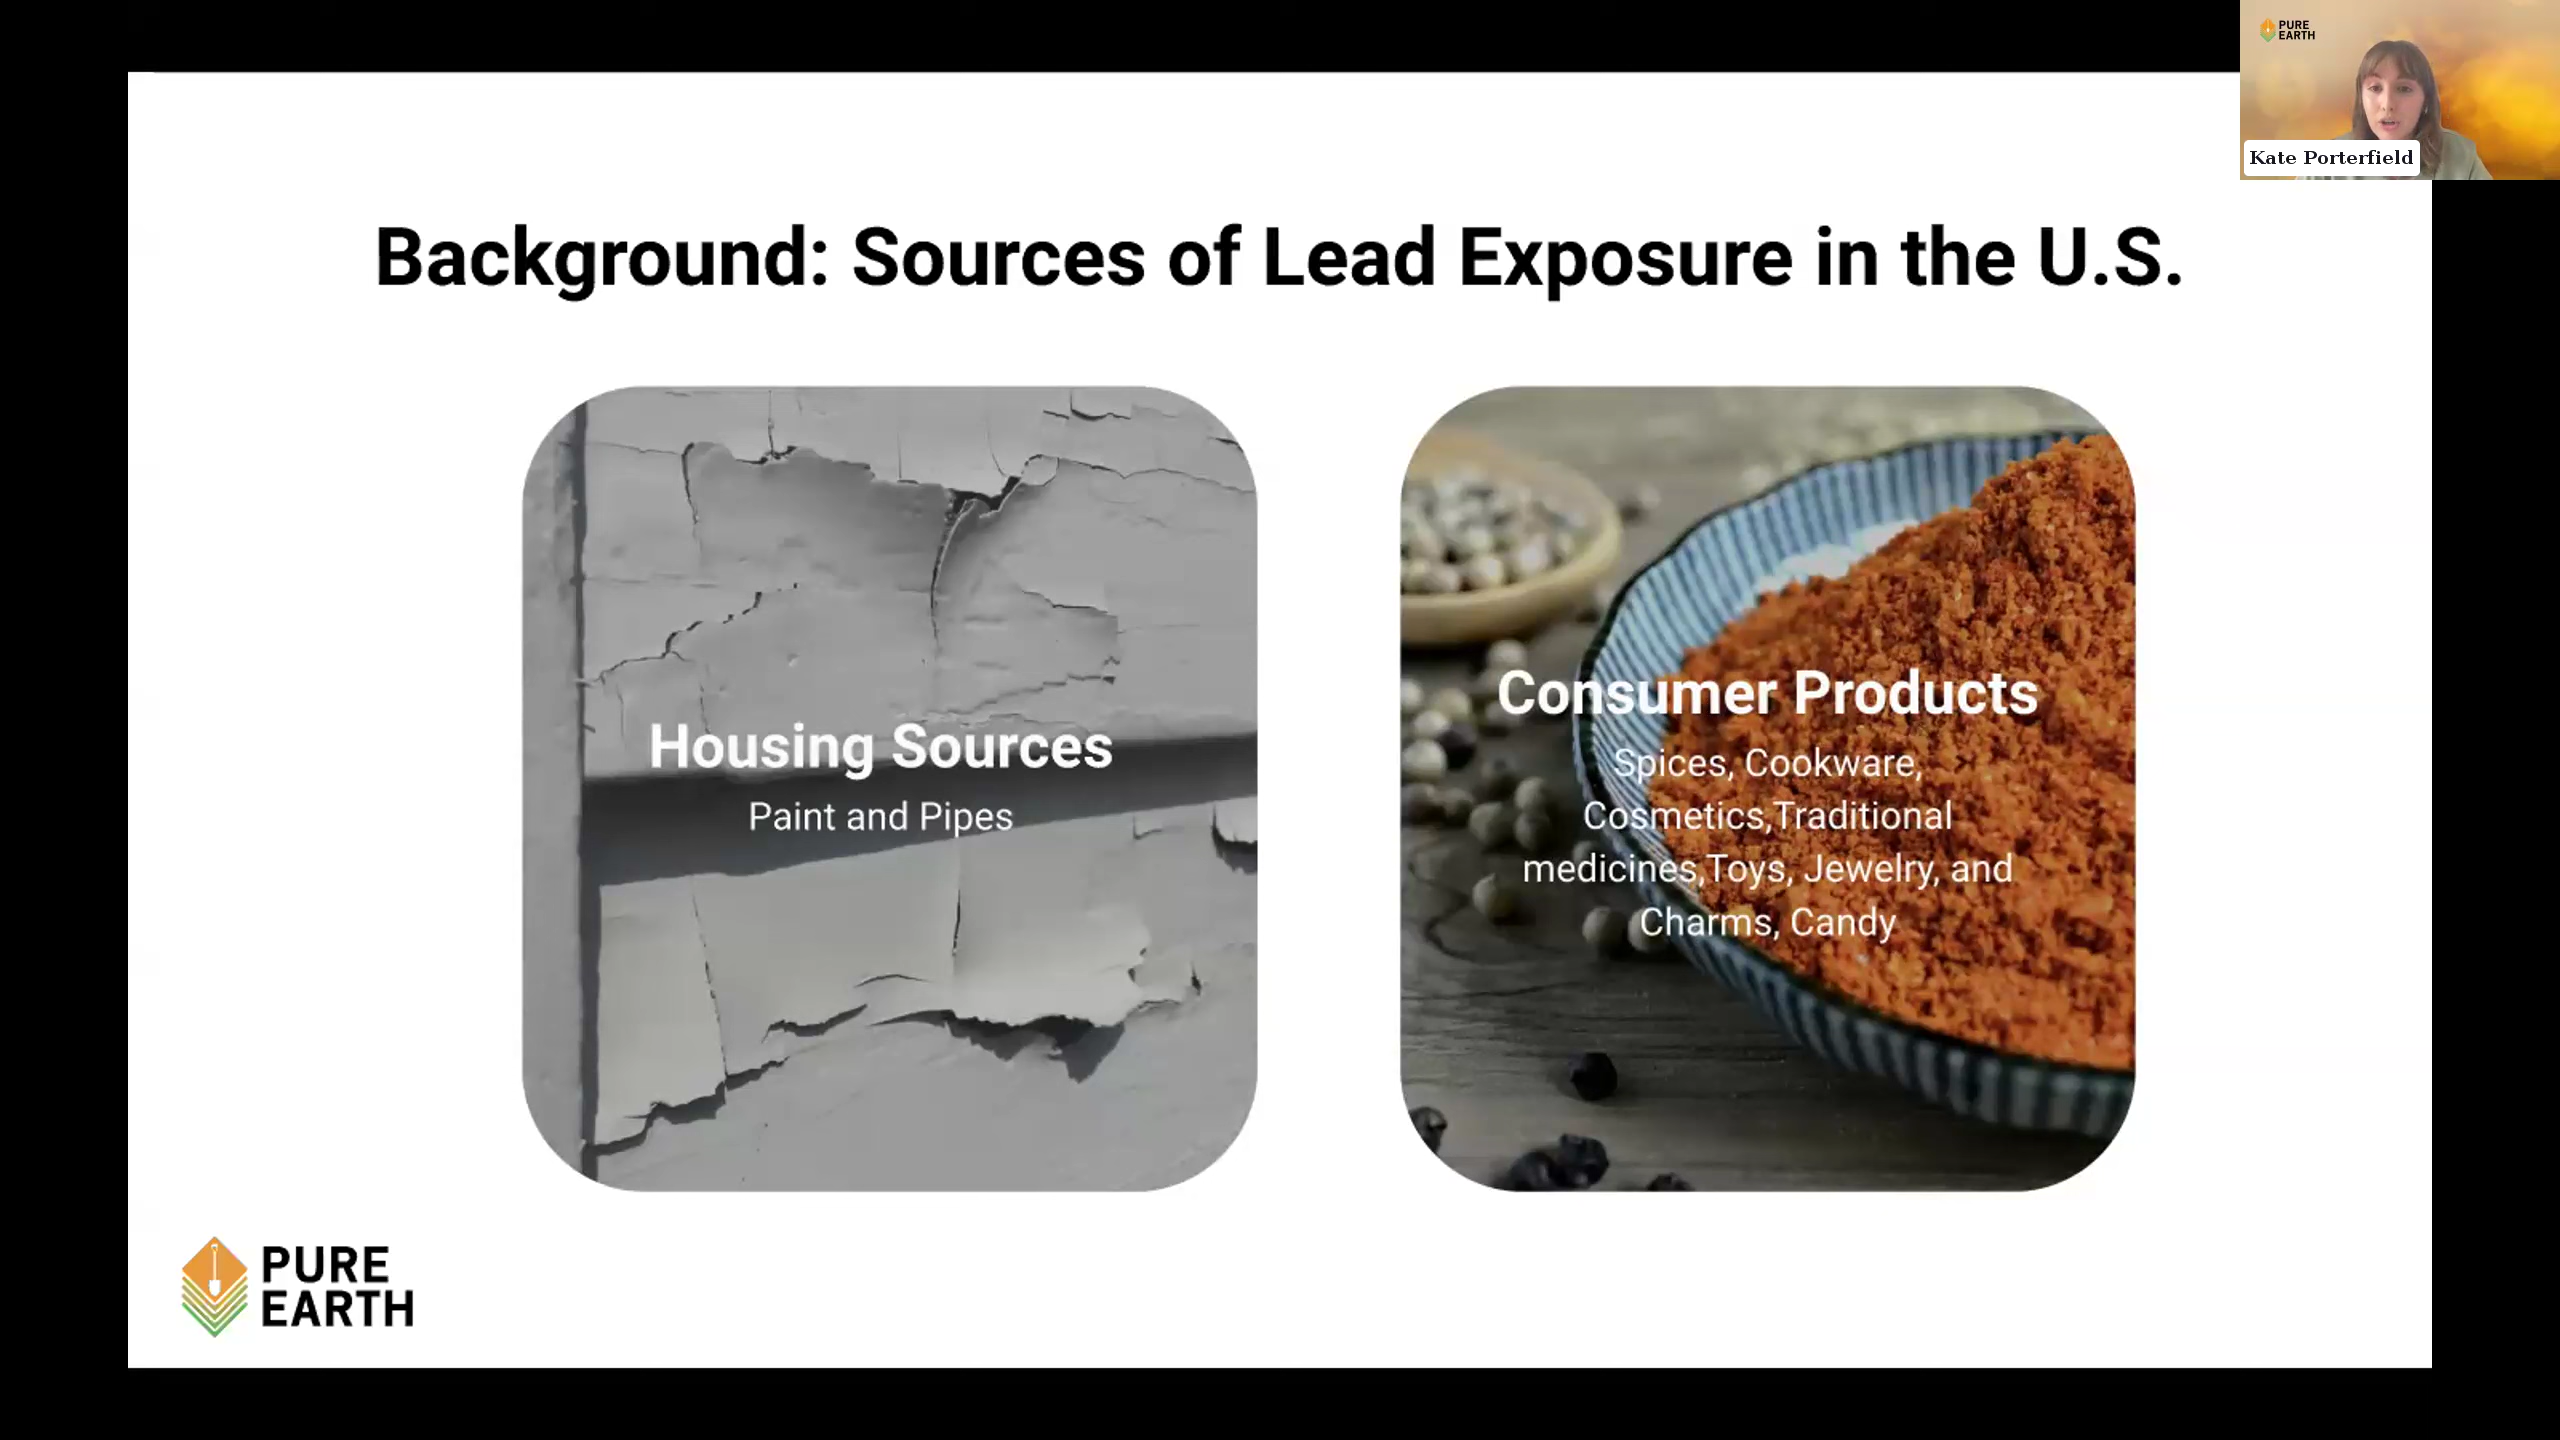 PURE
EARTH
Kate Porterfield
Background: Sources of Lead Exposure in the U.S.
Housing Sources
Paint and Pipes
Consumer Products
Spices, Cookware,
Cosmetics,Traditional
medicines,Toys, Jewelry, and
Charms, Candy
PURE
EARTH